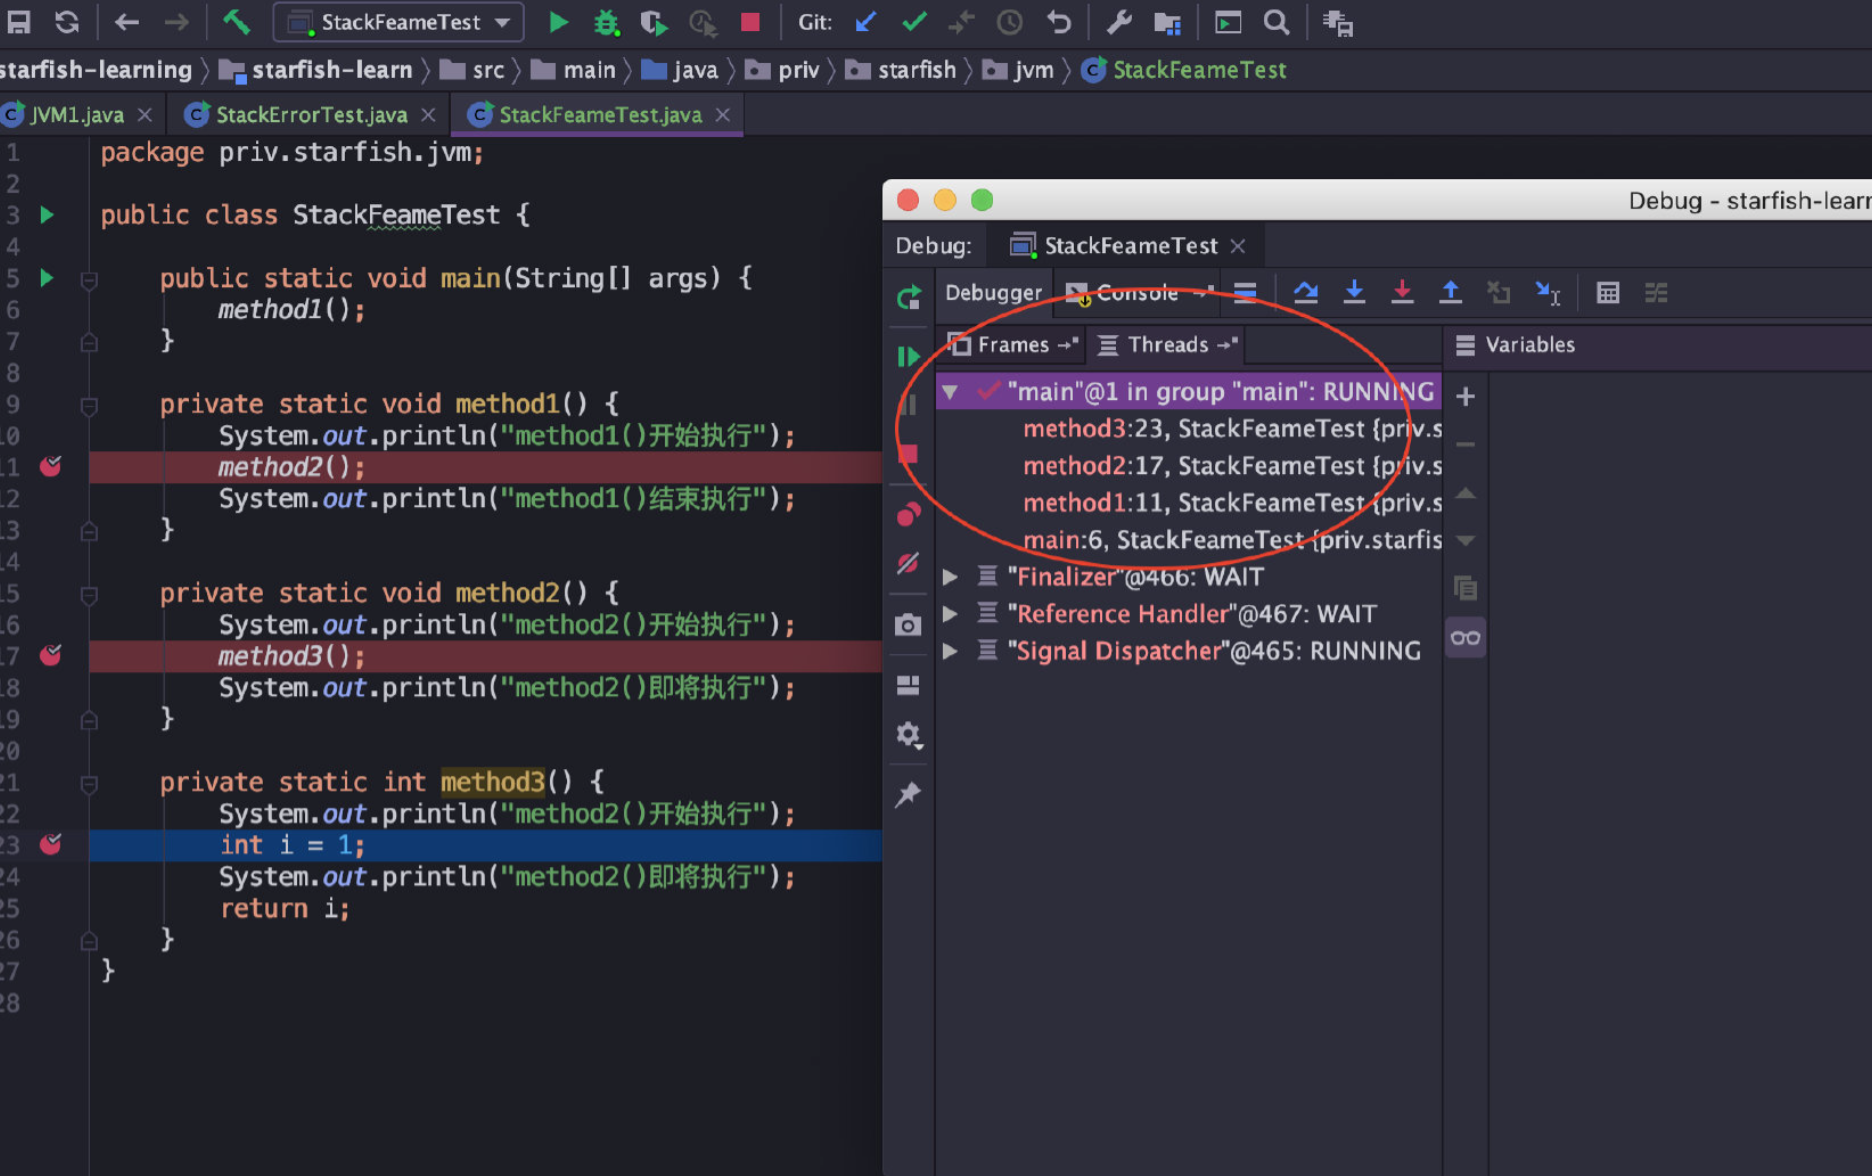 StackFeameTest
Git:
starfish-learning
starfish-learn
src
main
java
priv
starfish
jvm
StackFeameTest
JVM1.java
StackErrorTest.java
StackFeameTest.java
1 package priv.starfish.jvm;
2
3 public class StackFeameTest {
4
5 public static void main(String[] args) {
6 method1();
7 }
8
9 private static void method1() {
10 System.out.println("method1()开始执行");
11 method2();
12 System.out.println("method1()结束执行");
13 }
14
15 private static void method2() {
16 System.out.println("method2()开始执行");
17 method3();
18 System.out.println("method2()即将执行");
19 }
20
21 private static int method3() {
22 System.out.println("method2()开始执行");
23 int i = 1;
24 System.out.println("method2()即将执行");
25 return i;
26 }
27 }
28
Debug - starfish-lear
Debug:
StackFeameTest
Debugger
Console
Frames
Threads
Variables
"main"@1 in group "main": RUNNING
method3:23, StackFeameTest {priv.s
method2:17, StackFeameTest {priv.s
method1:11, StackFeameTest {priv.s
main:6, StackFeameTest {priv.starfis
"Finalizer"@466: WAIT
"Reference Handler"@467: WAIT
"Signal Dispatcher"@465: RUNNING